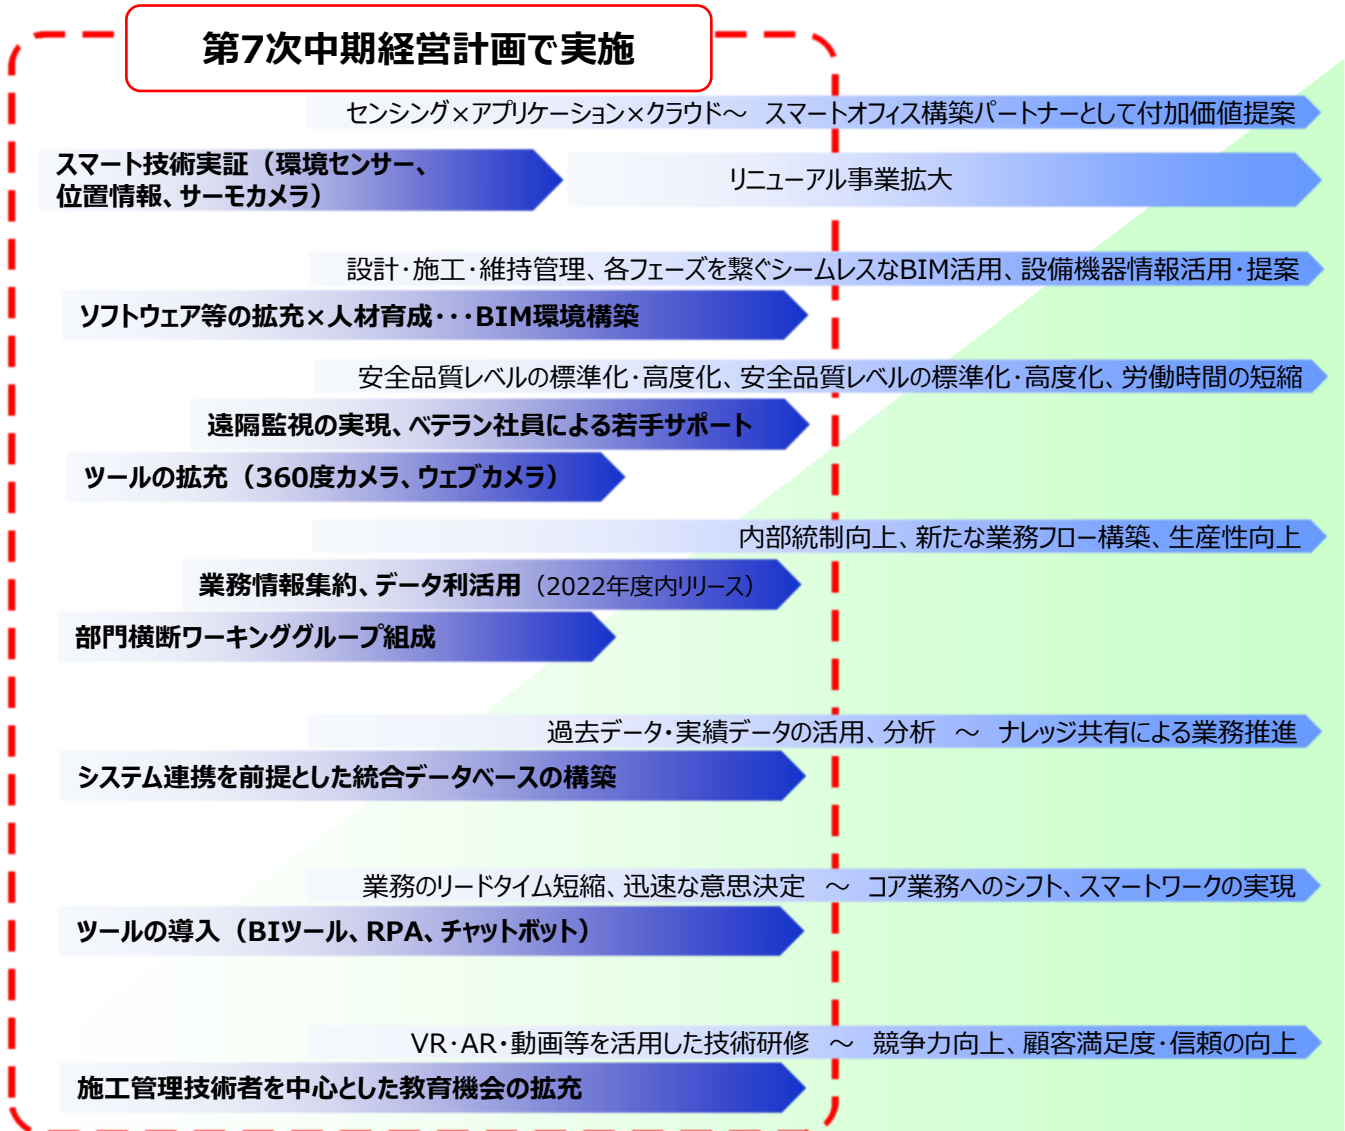 第7次中期経営計画で実施
センシング×アプリケーション×クラウド～ スマートオフィス構築パートナーとして付加価値提案
スマート技術実証（環境センサー、
位置情報、サーモカメラ）
リニューアル事業拡大
設計・施工・維持管理、各フェーズを繋ぐシームレスなBIM活用、設備機器情報活用・提案
ソフトウェア等の拡充×人材育成・・・BIM環境構築
安全品質レベルの標準化・高度化、安全品質レベルの標準化・高度化、労働時間の短縮
遠隔監視の実現、ベテラン社員による若手サポート
ツールの拡充（360度カメラ、ウェブカメラ）
内部統制向上、新たな業務フロー構築、生産性向上
業務情報集約、データ利活用（2022年度内リリース）
部門横断ワーキンググループ組成
過去データ・実績データの活用、分析 ～ ナレッジ共有による業務推進
システム連携を前提とした統合データベースの構築
業務のリードタイム短縮、迅速な意思決定 ～ コア業務へのシフト、スマートワークの実現
ツールの導入（BIツール、RPA、チャットボット）
VR・AR・動画等を活用した技術研修 ～ 競争力向上、顧客満足度・信頼の向上
施工管理技術者を中心とした教育機会の拡充